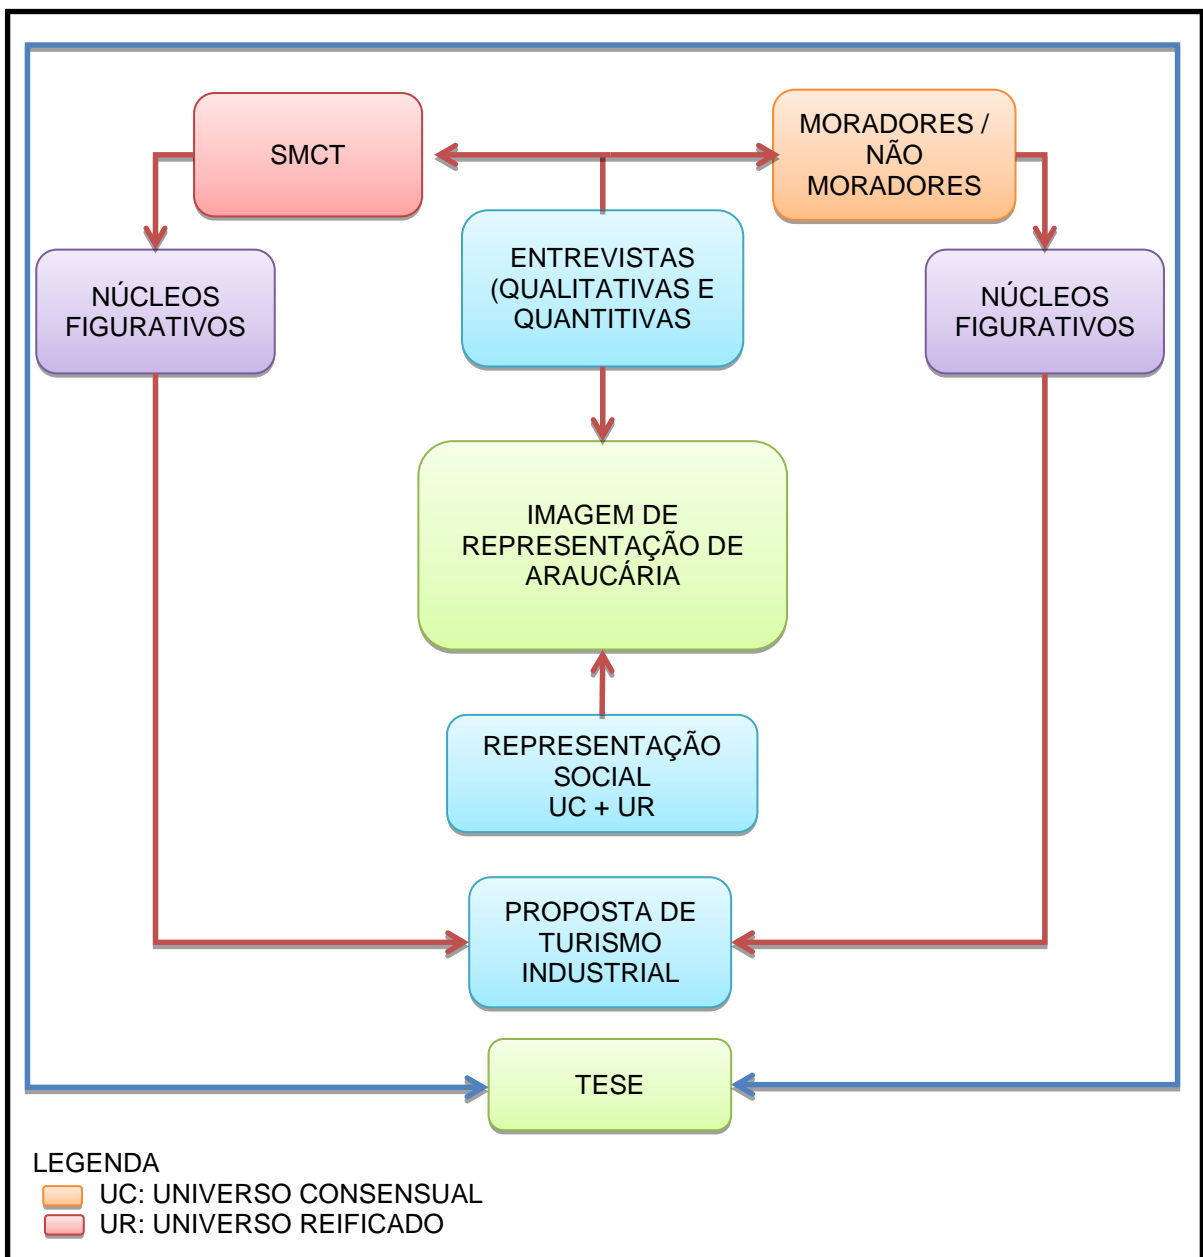 SMCT
MORADORES /
NÃO
MORADORES
NÚCLEOS
FIGURATIVOS
ENTREVISTAS
(QUALITATIVAS E
QUANTITIVAS
NÚCLEOS
FIGURATIVOS
IMAGEM DE
REPRESENTAÇÃO DE
ARAUCÁRIA
REPRESENTAÇÃO
SOCIAL
UC + UR
PROPOSTA DE
TURISMO
INDUSTRIAL
TESE
LEGENDA
UC: UNIVERSO CONSENSUAL
UR: UNIVERSO REIFICADO